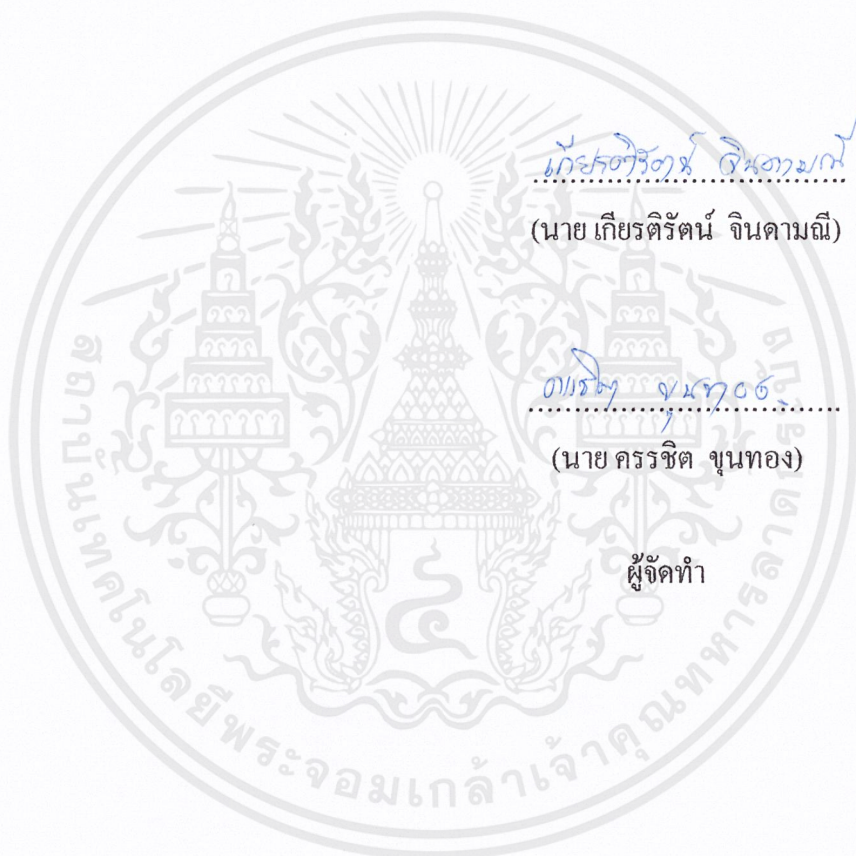 เกียรติรัตน์ จินดามณี
(นาย เกียรติรัตน์ จินดามณี)
ครรชิต ขุนทอง
(นาย ครรชิต ขุนทอง)
ผู้จัดทำ
สถาบันเทคโนโลยีพระจอมเกล้าเจ้าคุณทหารลาดกระบัง